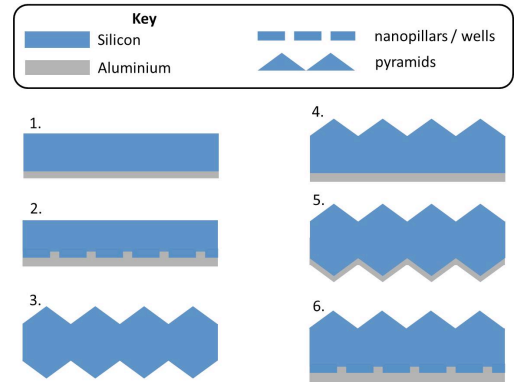 Key
Silicon
Aluminium
nanopillars / wells
pyramids
1.
2.
3.
4.
5.
6.